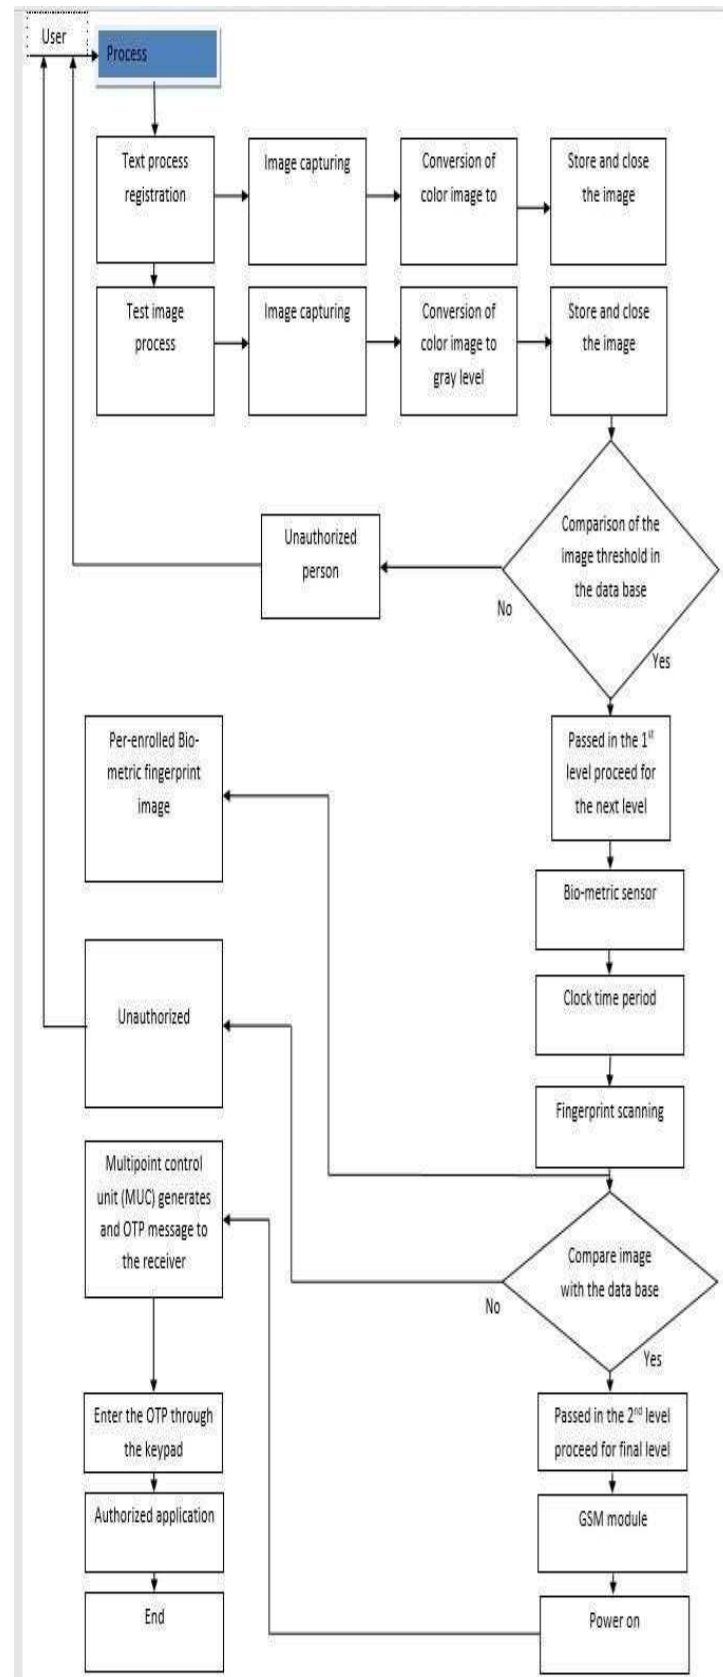 User
Process
Text process
registration
Image capturing
Conversion of
color image to
Store and close
the image
Test image
process
Image capturing
Conversion of
color image to
gray level
Store and close
the image
Comparison of the
image threshold in
the data base
No
Yes
Unauthorized
person
Passed in the 1st
level proceed for
the next level
Per-enrolled Bio-
metric fingerprint
image
Bio-metric sensor
Clock time period
Unauthorized
Fingerprint scanning
Multipoint control
unit (MUC) generates
and OTP message to
the receiver
Compare image
with the data base
No
Yes
Enter the OTP through
the keypad
Passed in the 2nd level
proceed for final level
Authorized application
GSM module
End
Power on